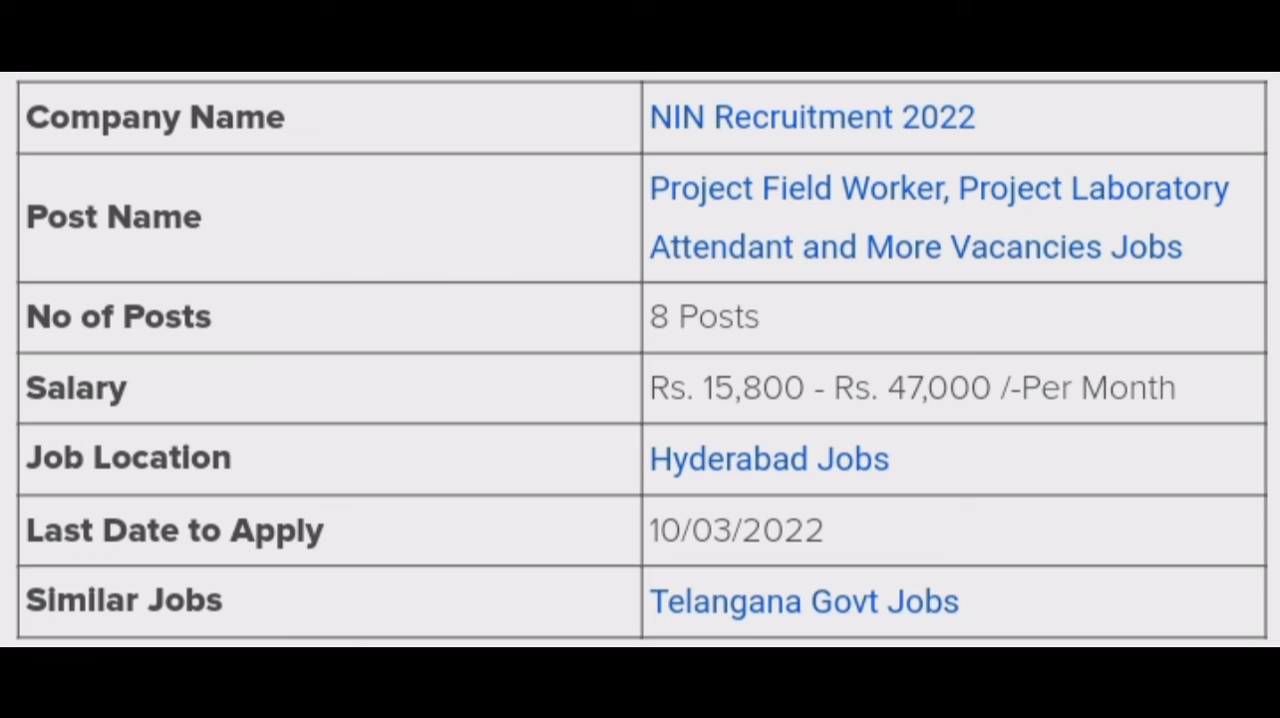 Company Name
NIN Recruitment 2022
Post Name
Project Field Worker, Project Laboratory
Attendant and More Vacancies Jobs
No of Posts
8 Posts
Salary
Rs. 15,800 - Rs. 47,000 /-Per Month
Job Location
Hyderabad Jobs
Last Date to Apply
10/03/2022
Similar Jobs
Telangana Govt Jobs